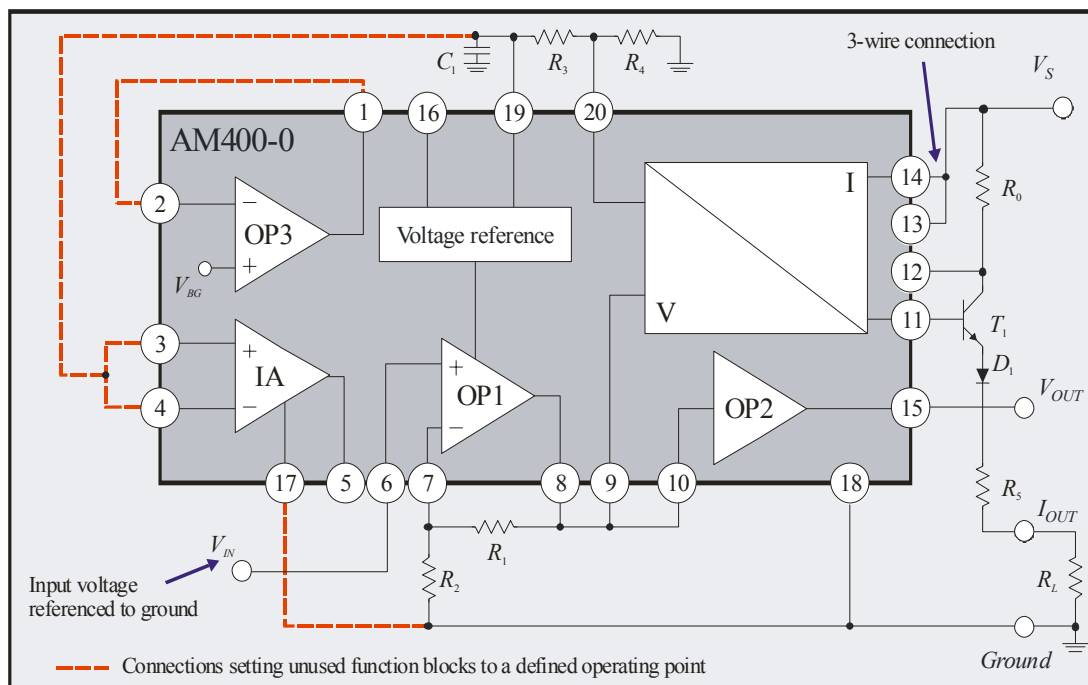 3-wire connection
V_S
C_1
R_3
R_4
1
16
19
20
AM400-0
I
14
R_0
2
−
OP3
+
Voltage reference
13
V_BG
12
V
11
T_1
3
+
IA
−
4
+
OP1
−
OP2
D_1
V_OUT
15
17
5
6
7
8
9
10
18
R_5
I_OUT
R_1
V_IN
R_2
R_L
Input voltage
referenced to ground
Ground
Connections setting unused function blocks to a defined operating point